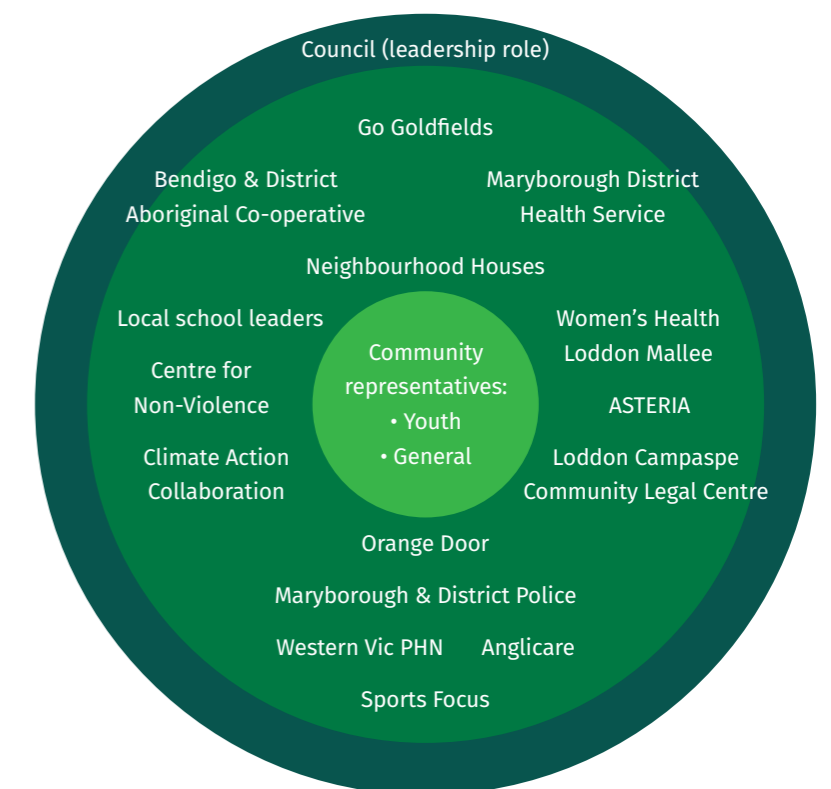 Council (leadership role)
Go Goldfields
Bendigo & District
Aboriginal Co-operative
Maryborough District
Health Service
Neighbourhood Houses
Local school leaders
Centre for
Non-Violence
Climate Action
Collaboration
Community
representatives:
• Youth
• General
Women’s Health
Loddon Mallee
ASTERIA
Loddon Campaspe
Community Legal Centre
Orange Door
Maryborough & District Police
Western Vic PHN
Anglicare
Sports Focus